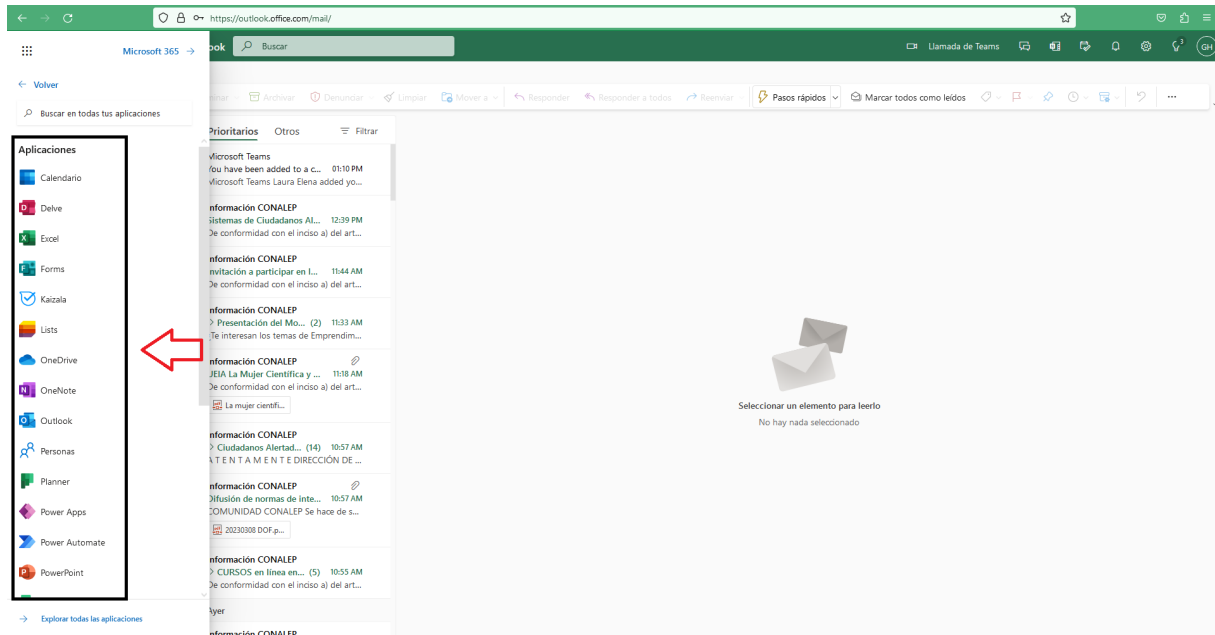 https://outlook.office.com/mail/
Microsoft 365
ook
Buscar
Llamada de Teams
3
GH
Volver
Buscar en todas tus aplicaciones
Archivar
Denunciar
Limpiar
Mover a
Responder
Responder a todos
Reenviar
Pasos rápidos
Marcar todos como leídos
Aplicaciones
Calendario
Delve
Excel
Forms
Kaizala
Lists
OneDrive
OneNote
Outlook
Personas
Planner
Power Apps
Power Automate
PowerPoint
Explorar todas las aplicaciones
Prioritarios Otros Filtrar
Microsoft Teams
You have been added to a c... 01:10 PM
Microsoft Teams Laura Elena added yo...
nformación CONALEP
Sistemas de Ciudadanos Al... 12:39 PM
De conformidad con el inciso a) del art...
nformación CONALEP
nvitación a participar en l... 11:44 AM
De conformidad con el inciso a) del art...
nformación CONALEP
> Presentación del Mo... (2) 11:33 AM
¿Te interesan los temas de Emprendim...
nformación CONALEP
UEIA La Mujer Científica y ... 11:18 AM
De conformidad con el inciso a) del art...
La mujer científi...
nformación CONALEP
> Ciudadanos Alertad... (14) 10:57 AM
A T E N T A M E N T E DIRECCIÓN DE ...
nformación CONALEP
Difusión de normas de inte... 10:57 AM
COMUNIDAD CONALEP Se hace de s...
20230308 DOF.p...
nformación CONALEP
> CURSOS en línea en... (5) 10:55 AM
De conformidad con el inciso a) del art...
Ayer
nformación CONALEP
Seleccionar un elemento para leerlo
No hay nada seleccionado